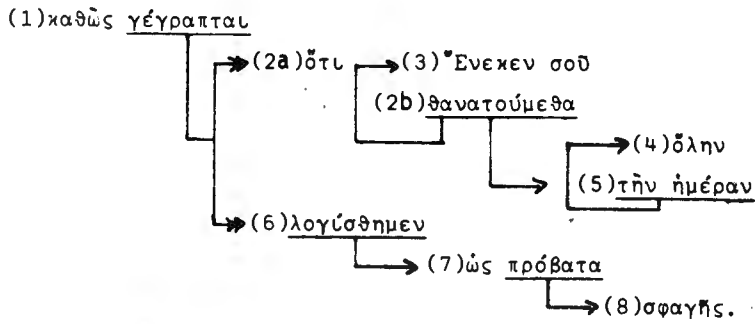 (1)καθὼς γέγραπται
(2a)ὅτι (3)Ἕνεκεν σοῦ
(2b)θανατούμεθα
(4)ὅλην
(5)τὴν ἡμέραν
(6)λογίσθημεν
(7)ὡς πρόβατα
(8)σφαγῆς.